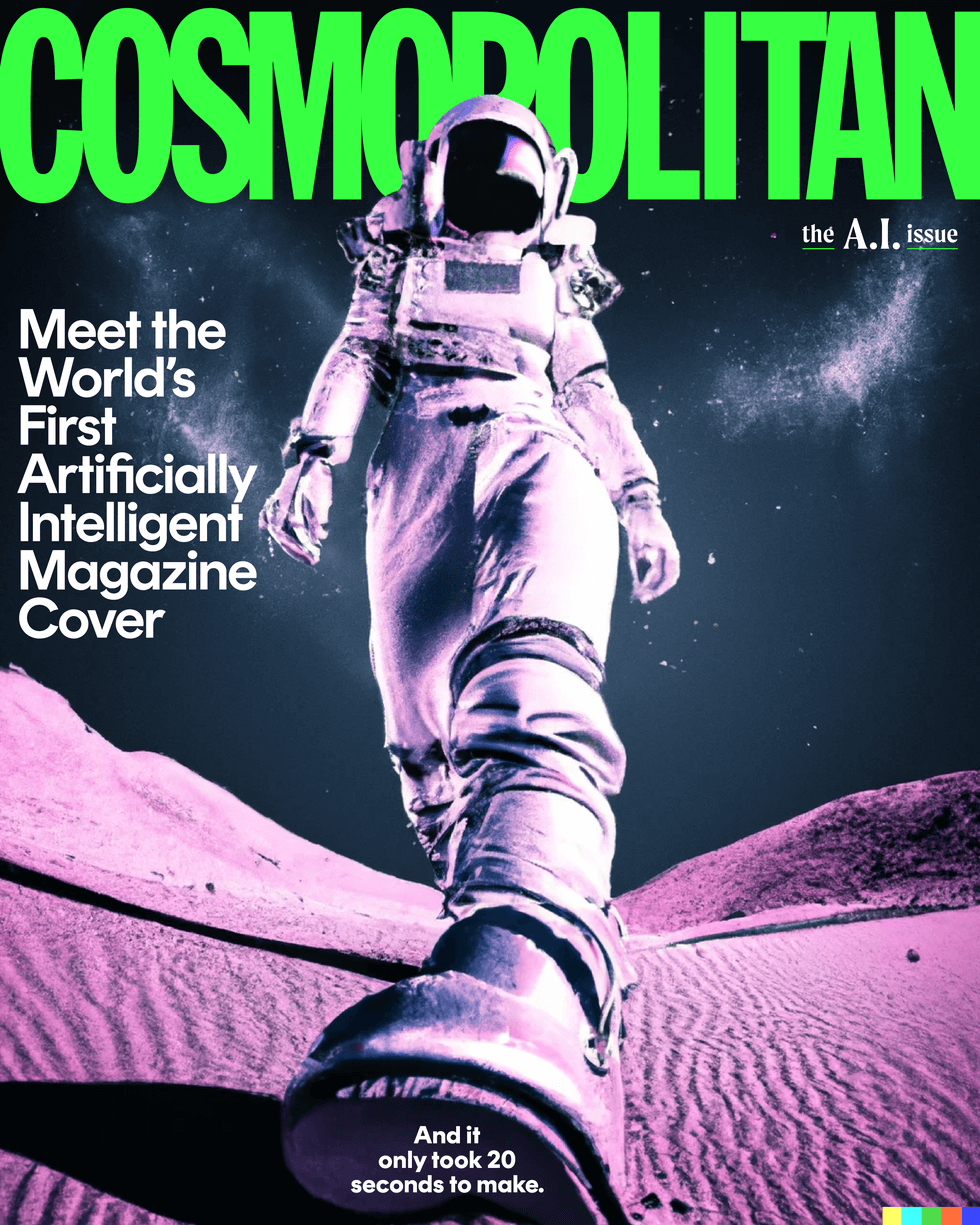 COSMOPOLITAN
the A.I. issue
Meet the
World's
First
Artificially
Intelligent
Magazine
Cover
And it
only took 20
seconds to make.